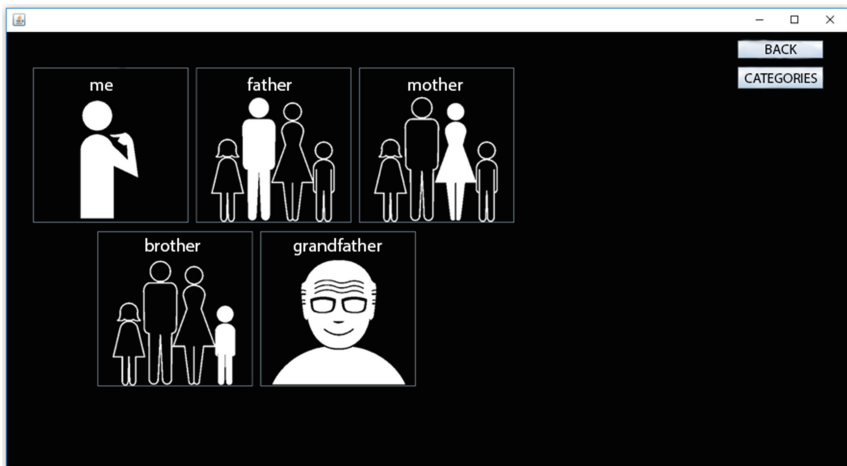 BACK
CATEGORIES
me
father
mother
brother
grandfather